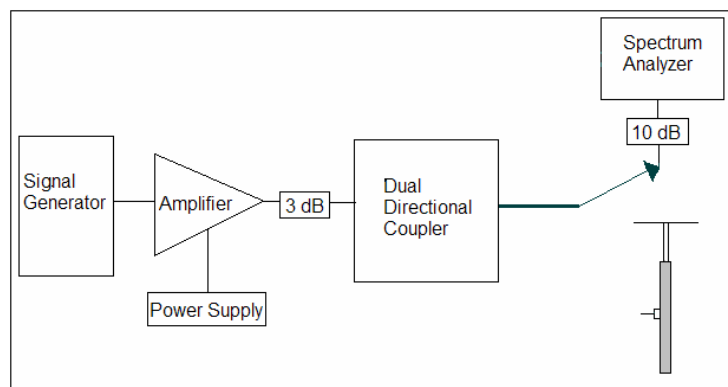 Spectrum
Analyzer
10 dB
Signal
Generator
Amplifier
3 dB
Dual
Directional
Coupler
Power Supply